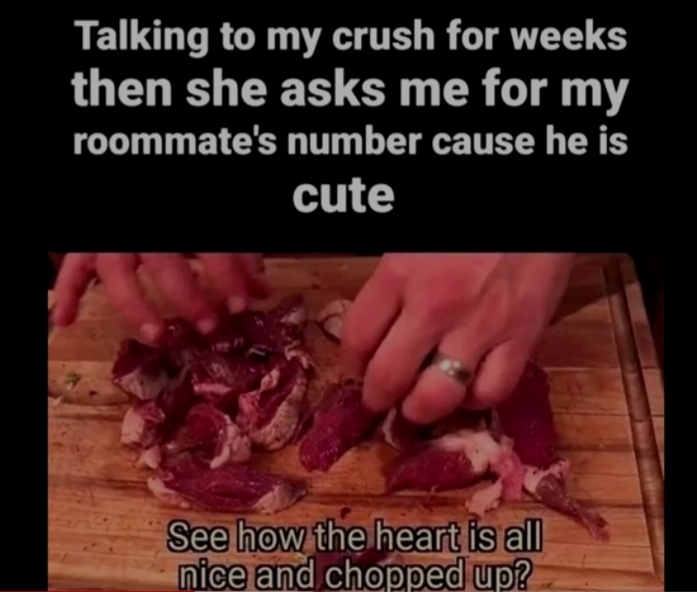 Talking to my crush for weeks
then she asks me for my
roommate's number cause he is
cute
See how the heart is all
nice and chopped up?